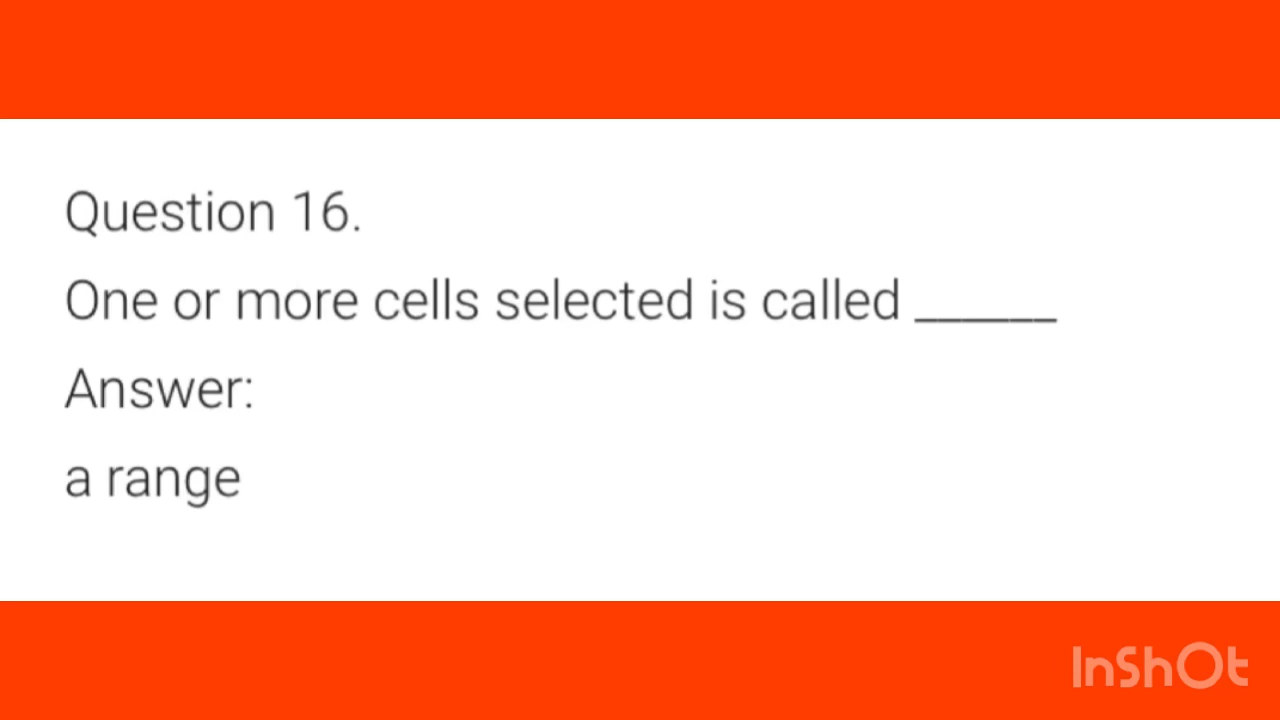 Question 16.
One or more cells selected is called ______
Answer:
a range
InShOt